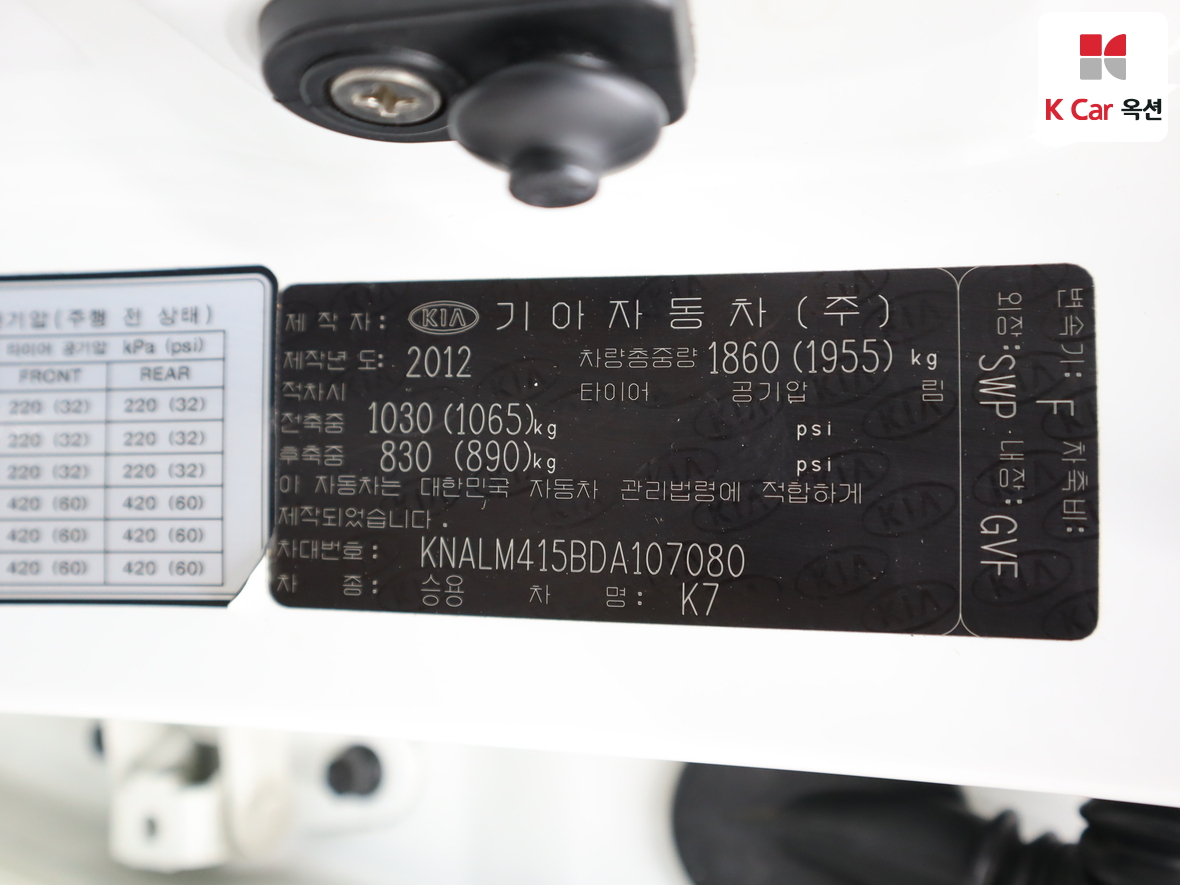 K Car 옥션
기압(주행 전 상태)
타이어 공기압 kPa (psi)
FRONT REAR
220 (32) 220 (32)
220 (32) 220 (32)
220 (32) 220 (32)
420 (60) 420 (60)
420 (60) 420 (60)
420 (60) 420 (60)
제 작 자: KIA 기아자동차(주)
제작년 도: 2012 차량총중량 1860 (1955) kg
적차시 타이어 공기압 림
전축중 1030 (1065)kg psi
후축중 830 (890)kg psi
이 자동차는 대한민국 자동차 관리법령에 적합하게
제작되었습니다.
차대번호: KNALM415BDA107080
차 종: 승용 차 명: K7
변속기: F 차축비:
외장:SWP 내장:GVF